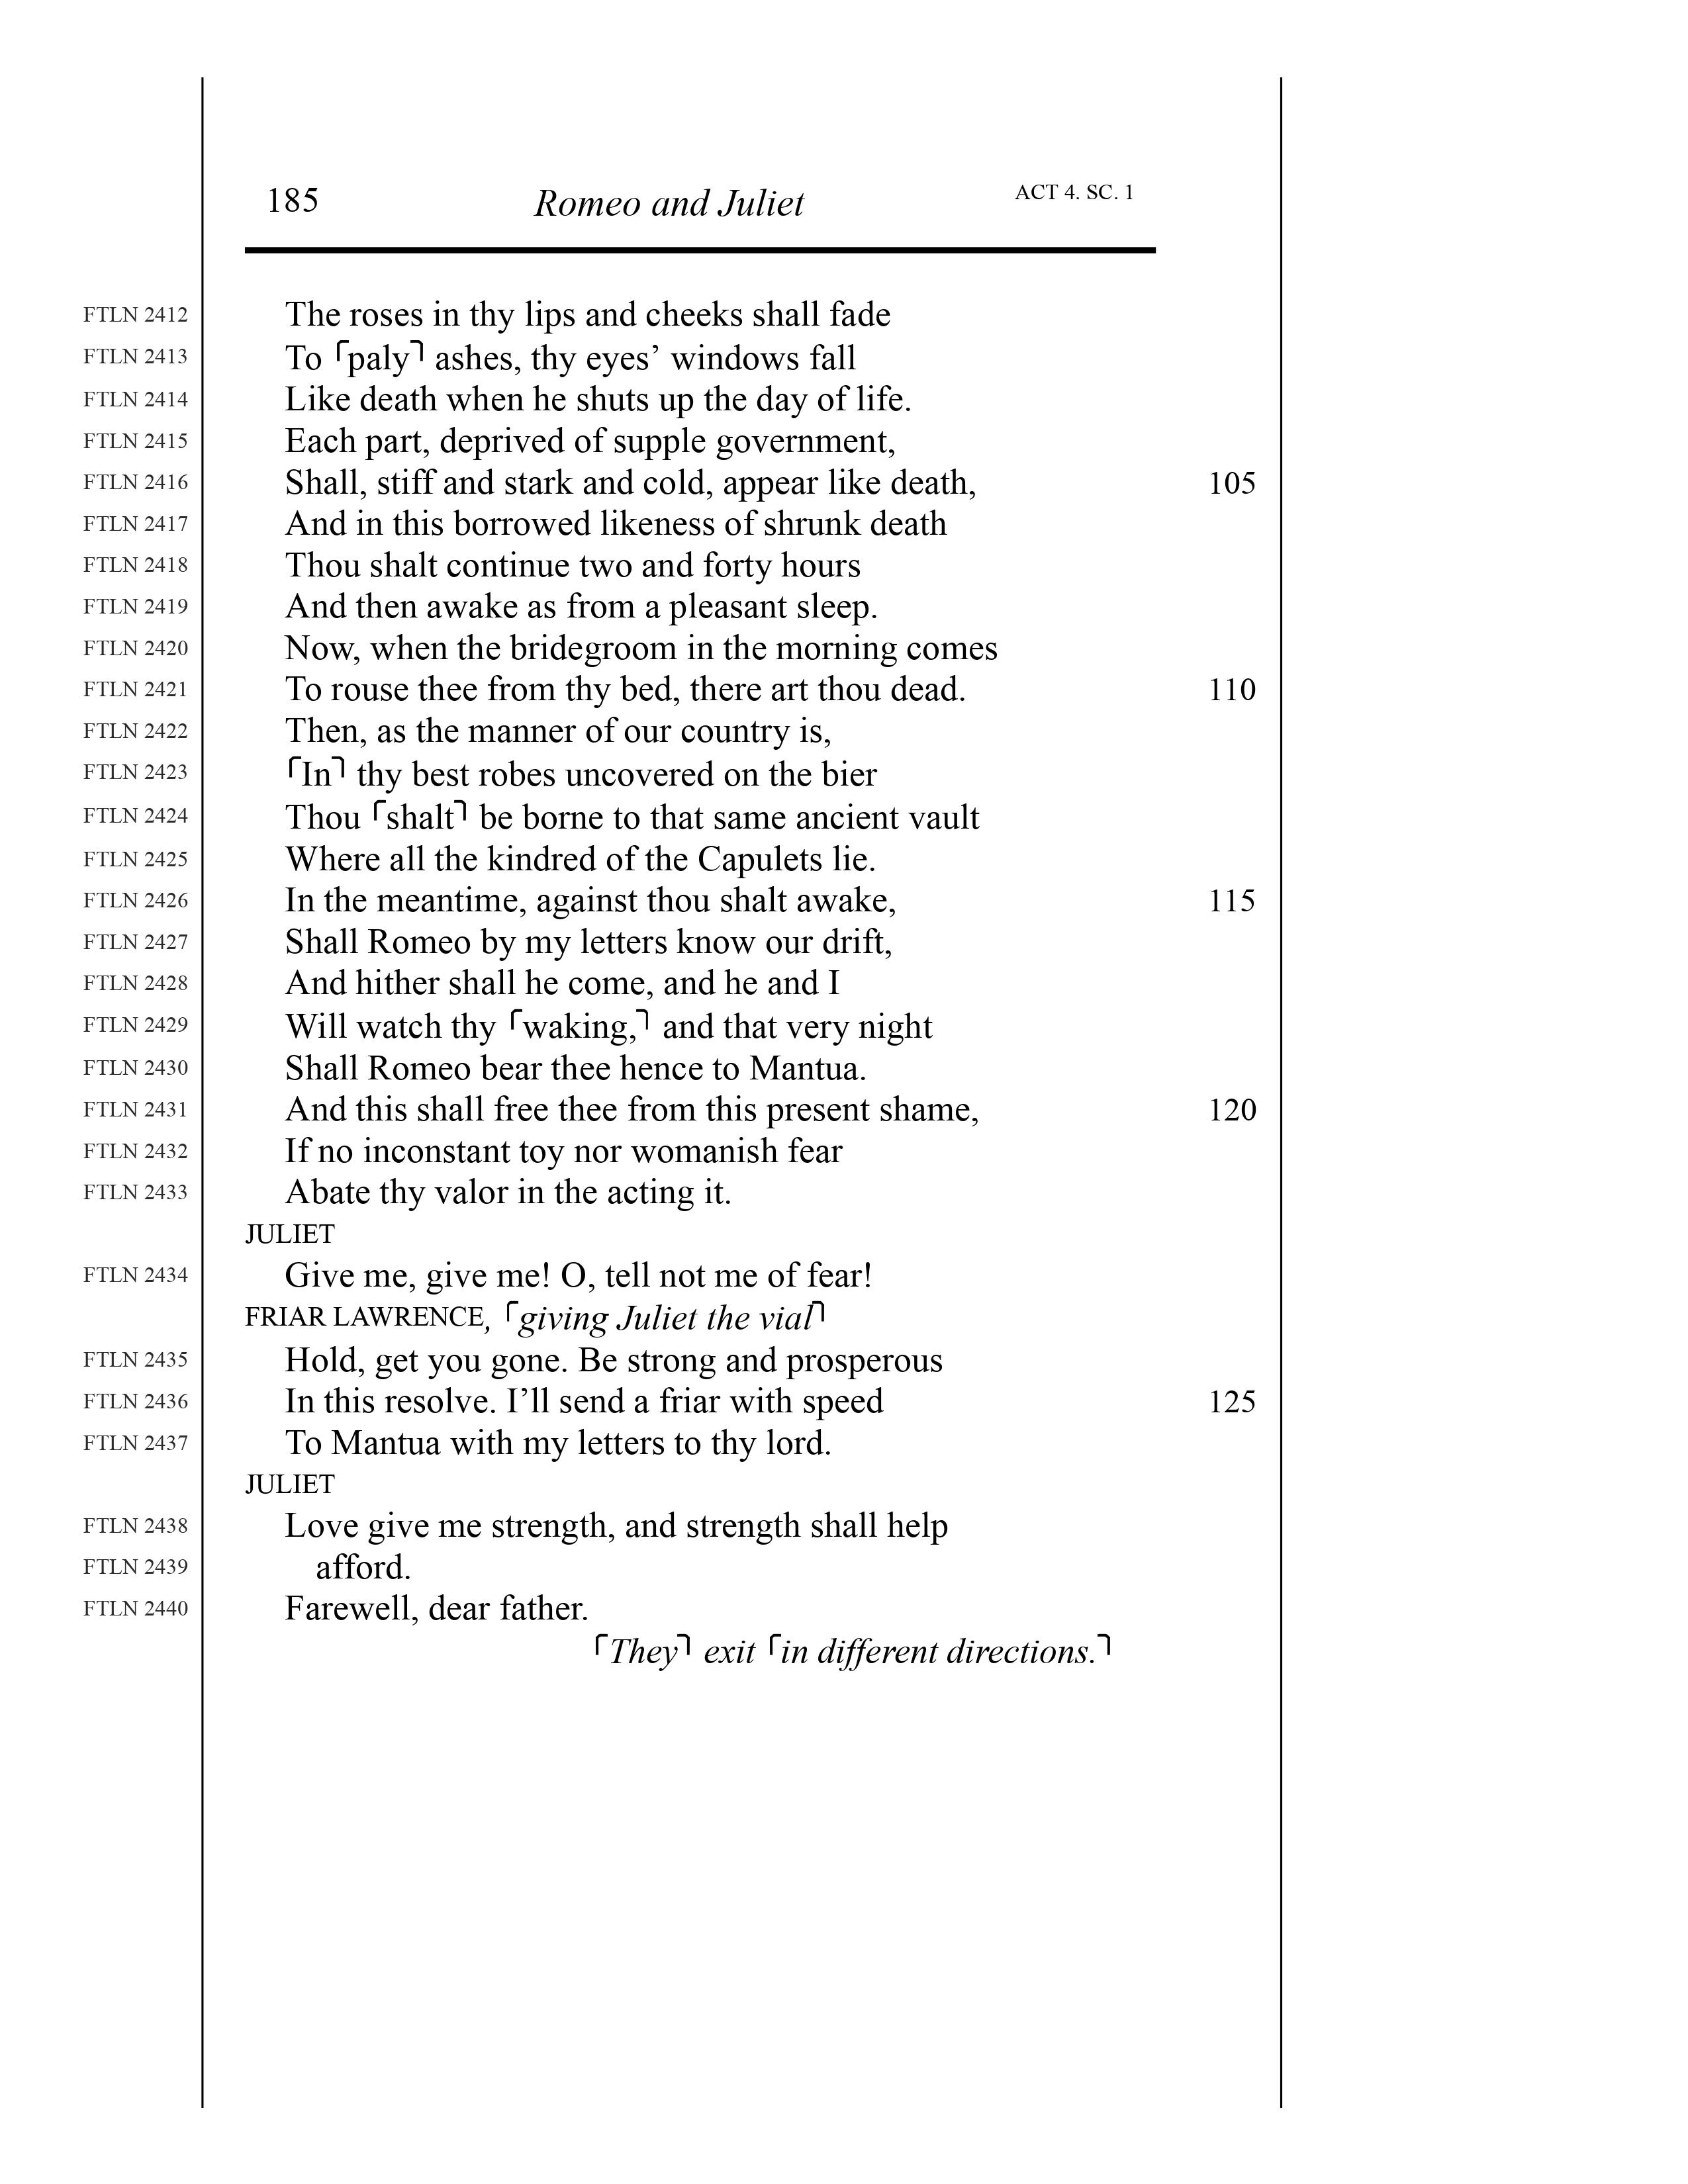 185 Romeo and Juliet ACT 4. SC. 1
FTLN 2412 The roses in thy lips and cheeks shall fade
FTLN 2413 To ⌜paly⌝ ashes, thy eyes’ windows fall
FTLN 2414 Like death when he shuts up the day of life.
FTLN 2415 Each part, deprived of supple government,
FTLN 2416 Shall, stiff and stark and cold, appear like death, 105
FTLN 2417 And in this borrowed likeness of shrunk death
FTLN 2418 Thou shalt continue two and forty hours
FTLN 2419 And then awake as from a pleasant sleep.
FTLN 2420 Now, when the bridegroom in the morning comes
FTLN 2421 To rouse thee from thy bed, there art thou dead. 110
FTLN 2422 Then, as the manner of our country is,
FTLN 2423 ⌜In⌝ thy best robes uncovered on the bier
FTLN 2424 Thou ⌜shalt⌝ be borne to that same ancient vault
FTLN 2425 Where all the kindred of the Capulets lie.
FTLN 2426 In the meantime, against thou shalt awake, 115
FTLN 2427 Shall Romeo by my letters know our drift,
FTLN 2428 And hither shall he come, and he and I
FTLN 2429 Will watch thy ⌜waking,⌝ and that very night
FTLN 2430 Shall Romeo bear thee hence to Mantua.
FTLN 2431 And this shall free thee from this present shame, 120
FTLN 2432 If no inconstant toy nor womanish fear
FTLN 2433 Abate thy valor in the acting it.
JULIET
FTLN 2434 Give me, give me! O, tell not me of fear!
FRIAR LAWRENCE, ⌜giving Juliet the vial⌝
FTLN 2435 Hold, get you gone. Be strong and prosperous
FTLN 2436 In this resolve. I’ll send a friar with speed 125
FTLN 2437 To Mantua with my letters to thy lord.
JULIET
FTLN 2438 Love give me strength, and strength shall help
FTLN 2439 afford.
FTLN 2440 Farewell, dear father.
⌜They⌝ exit ⌜in different directions.⌝